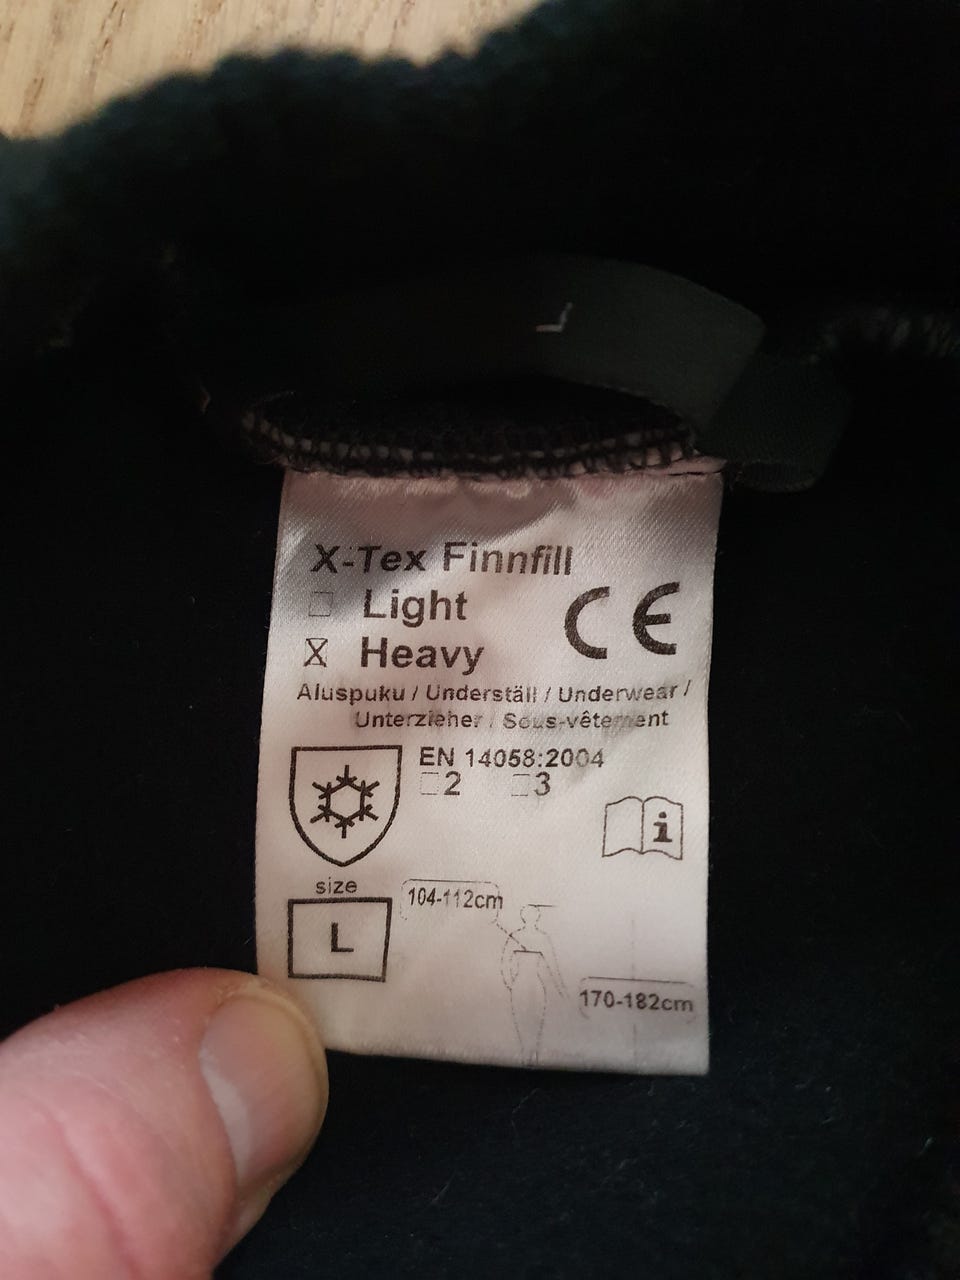 L
X-Tex Finnfill
☐ Light
☒ Heavy
CE
Aluspuku / Underställ / Underwear /
Unterzieher / Sous-vêtement
EN 14058:2004
☐2 ☐3
i
size
L
104-112cm
170-182cm